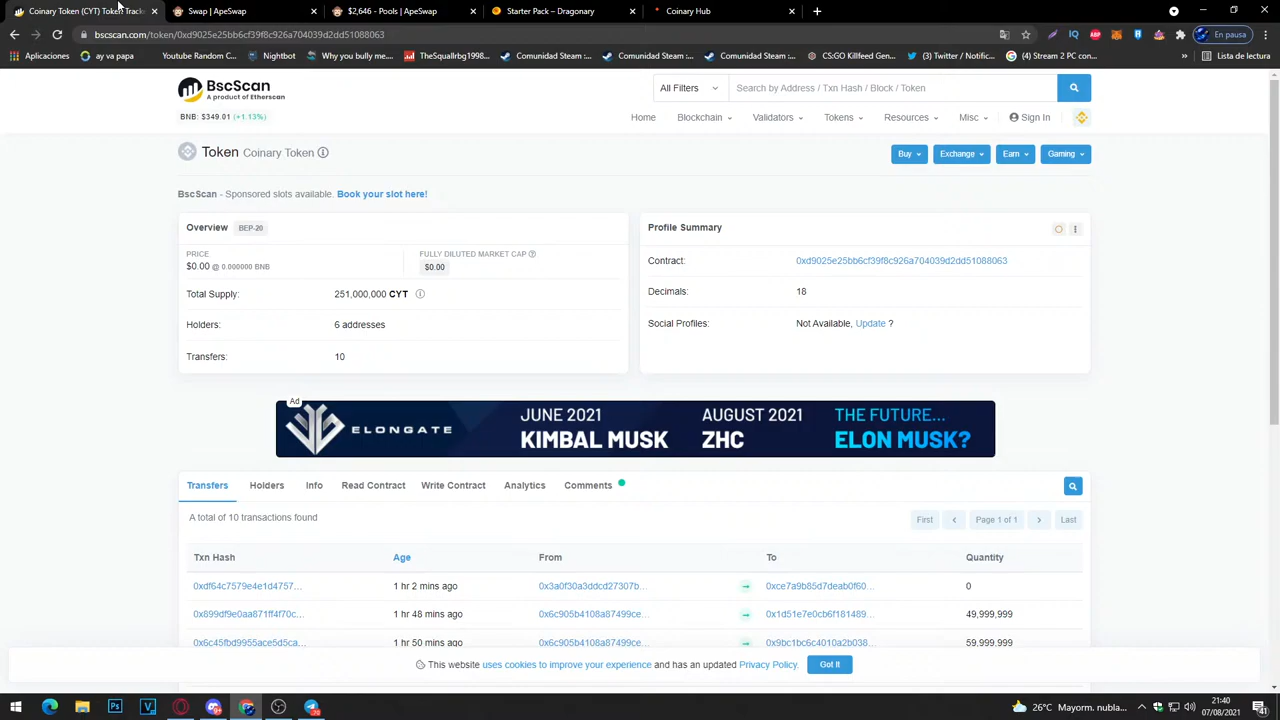 Coinary Token (CYT) Token Tracke
Swap | ApeSwap
$2,646 - Pools | ApeSwap
Starter Pack – Dragonary
Coinary Hub
bscscan.com/token/0xd9025e25bb6cf39f8c926a704039d2dd51088063
En pausa
Aplicaciones
ay va papa
Youtube Random C...
Nightbot
Why you bully me....
TheSquallrbg1998...
Comunidad Steam :...
Comunidad Steam :...
Comunidad Steam :...
CS:GO Killfeed Gen...
(3) Twitter / Notific...
(4) Stream 2 PC con...
Lista de lectura
BscScan
A product of Etherscan
All Filters
Search by Address / Txn Hash / Block / Token
BNB: $349.01 (+1.13%)
Home
Blockchain
Validators
Tokens
Resources
Misc
Sign In
Token Coinary Token
Buy
Exchange
Earn
Gaming
BscScan - Sponsored slots available. Book your slot here!
Overview BEP-20
PRICE
$0.00 @ 0.000000 BNB
FULLY DILUTED MARKET CAP
$0.00
Total Supply: 251,000,000 CYT
Holders: 6 addresses
Transfers: 10
Profile Summary
Contract: 0xd9025e25bb6cf39f8c926a704039d2dd51088063
Decimals: 18
Social Profiles: Not Available, Update ?
Ad
ELONGATE
JUNE 2021
KIMBAL MUSK
AUGUST 2021
ZHC
THE FUTURE...
ELON MUSK?
Transfers
Holders
Info
Read Contract
Write Contract
Analytics
Comments
A total of 10 transactions found
First
Page 1 of 1
Last
Txn Hash Age From To Quantity
0xdf64c7579e4e1d4757... 1 hr 2 mins ago 0x3a0f30a3ddcd27307b... 0xce7a9b85d7deab0f60... 0
0x899df9e0aa871ff4f70c... 1 hr 48 mins ago 0x6c905b4108a87499ce... 0x1d51e7e0cb6f181489... 49,999,999
0x6c45fbd9955ace5d5ca... 1 hr 50 mins ago 0x6c905b4108a87499ce... 0x9bc1bc6c4010a2b038... 59,999,999
This website uses cookies to improve your experience and has an updated Privacy Policy.
Got It
26°C Mayorm. nubla...
21:40
07/08/2021